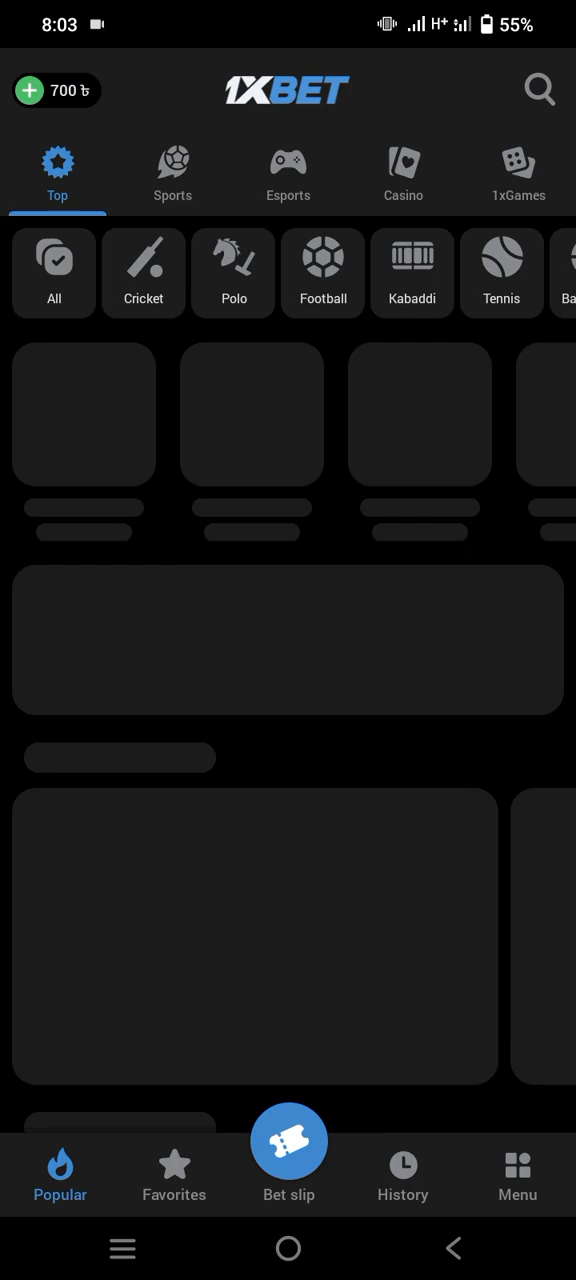 8:03 H+ 55%
700 ৳ 1XBET
Top Sports Esports Casino 1xGames
All Cricket Polo Football Kabaddi Tennis Ba
Popular Favorites Bet slip History Menu